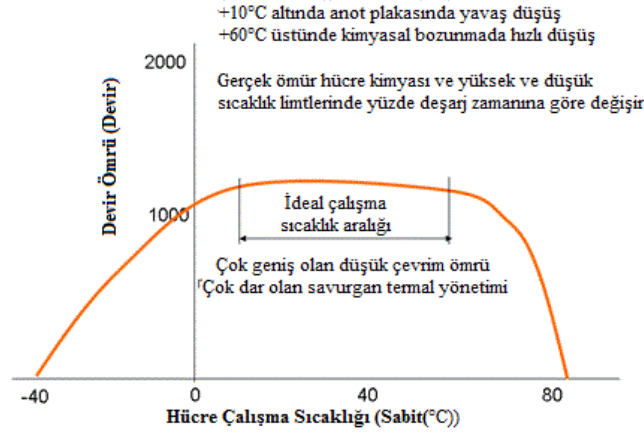 +10°C altında anot plakasında yavaş düşüş
+60°C üstünde kimyasal bozunmada hızlı düşüş
Gerçek ömür hücre kimyası ve yüksek ve düşük
sıcaklık limtlerinde yüzde deşarj zamanına göre değişir
Devir Ömrü (Devir)
2000
1000
İdeal çalışma
sıcaklık aralığı
Çok geniş olan düşük çevrim ömrü
Çok dar olan savurgan termal yönetimi
-40
0
40
80
Hücre Çalışma Sıcaklığı (Sabit(°C))